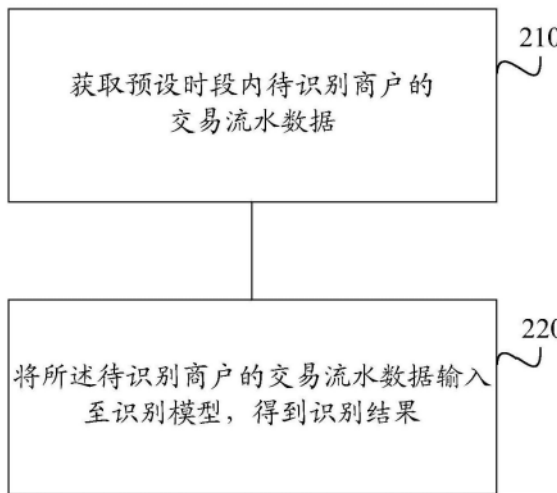 210
获取预设时段内待识别商户的
交易流水数据
220
将所述待识别商户的交易流水数据输入
至识别模型，得到识别结果